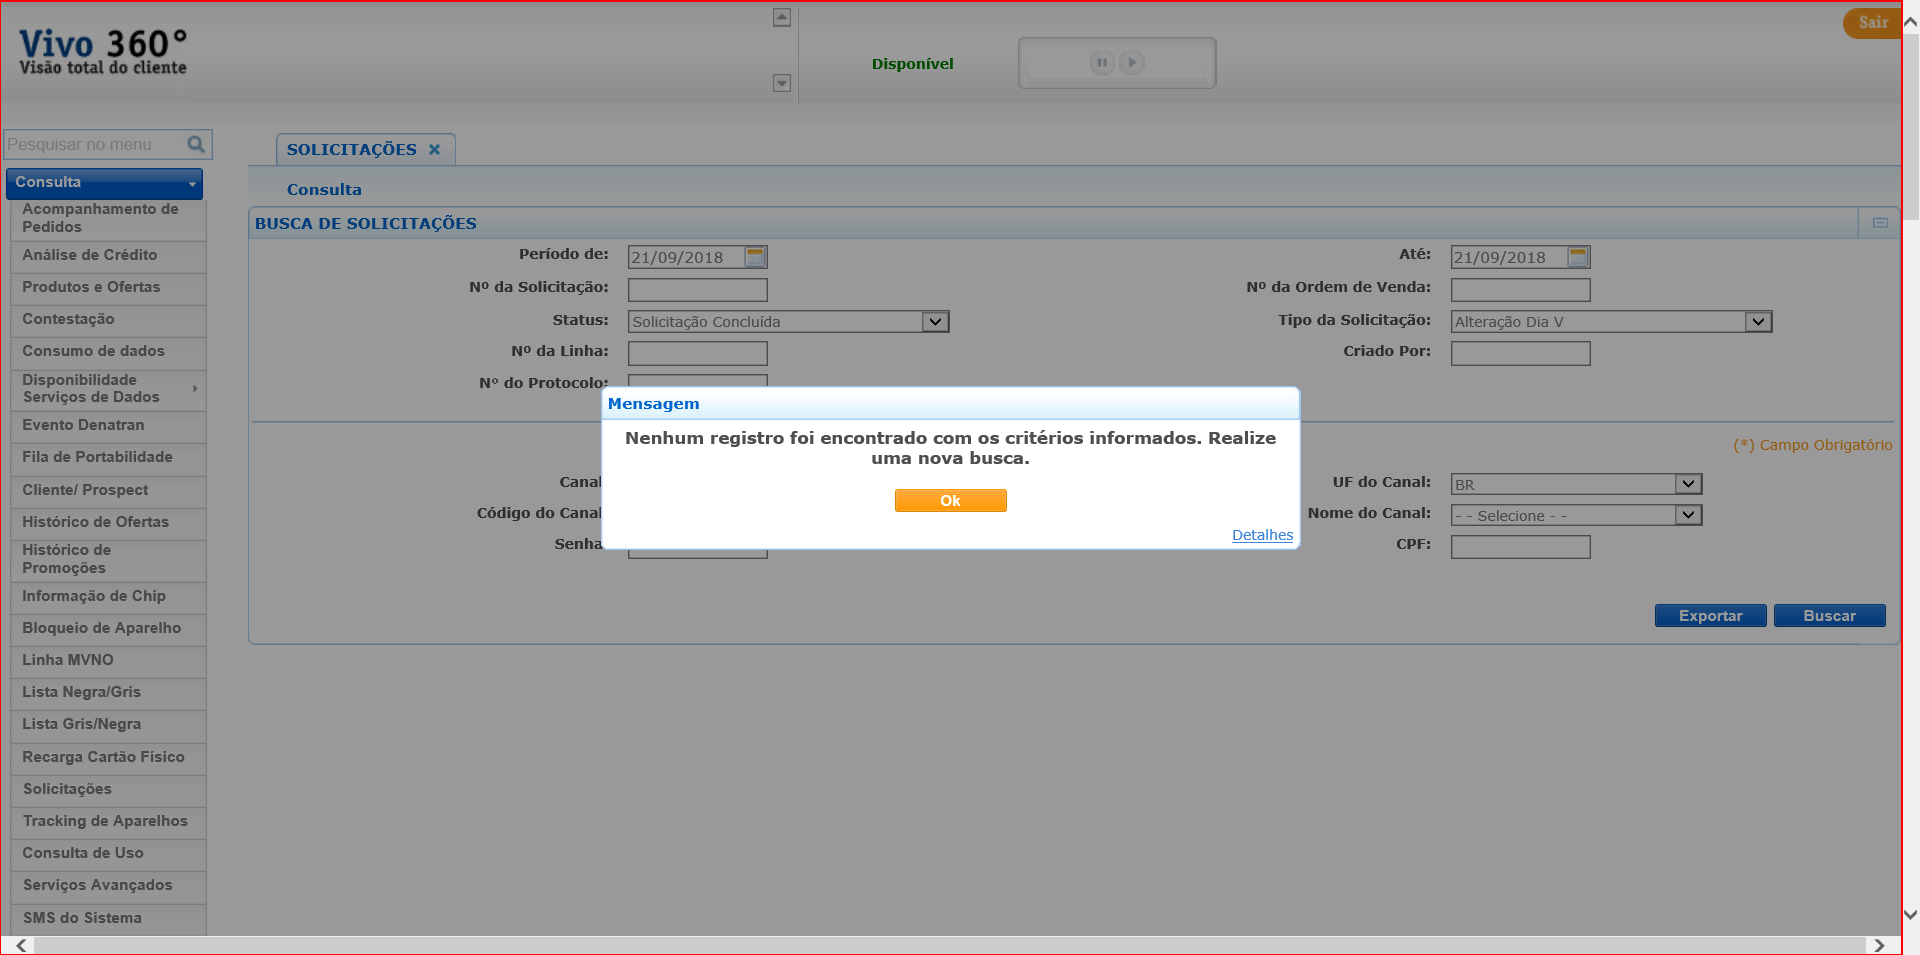 Vivo 360°
Visão total do cliente
Disponível
Sair
Pesquisar no menu
Consulta
Acompanhamento de
Pedidos
Análise de Crédito
Produtos e Ofertas
Contestação
Consumo de dados
Disponibilidade
Serviços de Dados
Evento Denatran
Fila de Portabilidade
Cliente/ Prospect
Histórico de Ofertas
Histórico de
Promoções
Informação de Chip
Bloqueio de Aparelho
Linha MVNO
Lista Negra/Gris
Lista Gris/Negra
Recarga Cartão Físico
Solicitações
Tracking de Aparelhos
Consulta de Uso
Serviços Avançados
SMS do Sistema
SOLICITAÇÕES
Consulta
BUSCA DE SOLICITAÇÕES
Período de: 21/09/2018 Até: 21/09/2018
Nº da Solicitação: Nº da Ordem de Venda:
Status: Solicitação Concluída Tipo da Solicitação: Alteração Dia V
Nº da Linha: Criado Por:
N° do Protocolo:
Mensagem
Nenhum registro foi encontrado com os critérios informados. Realize
uma nova busca.
Ok
Detalhes
(*) Campo Obrigatório
Canal UF do Canal: BR
Código do Canal Nome do Canal: - - Selecione - -
Senha CPF:
Exportar Buscar